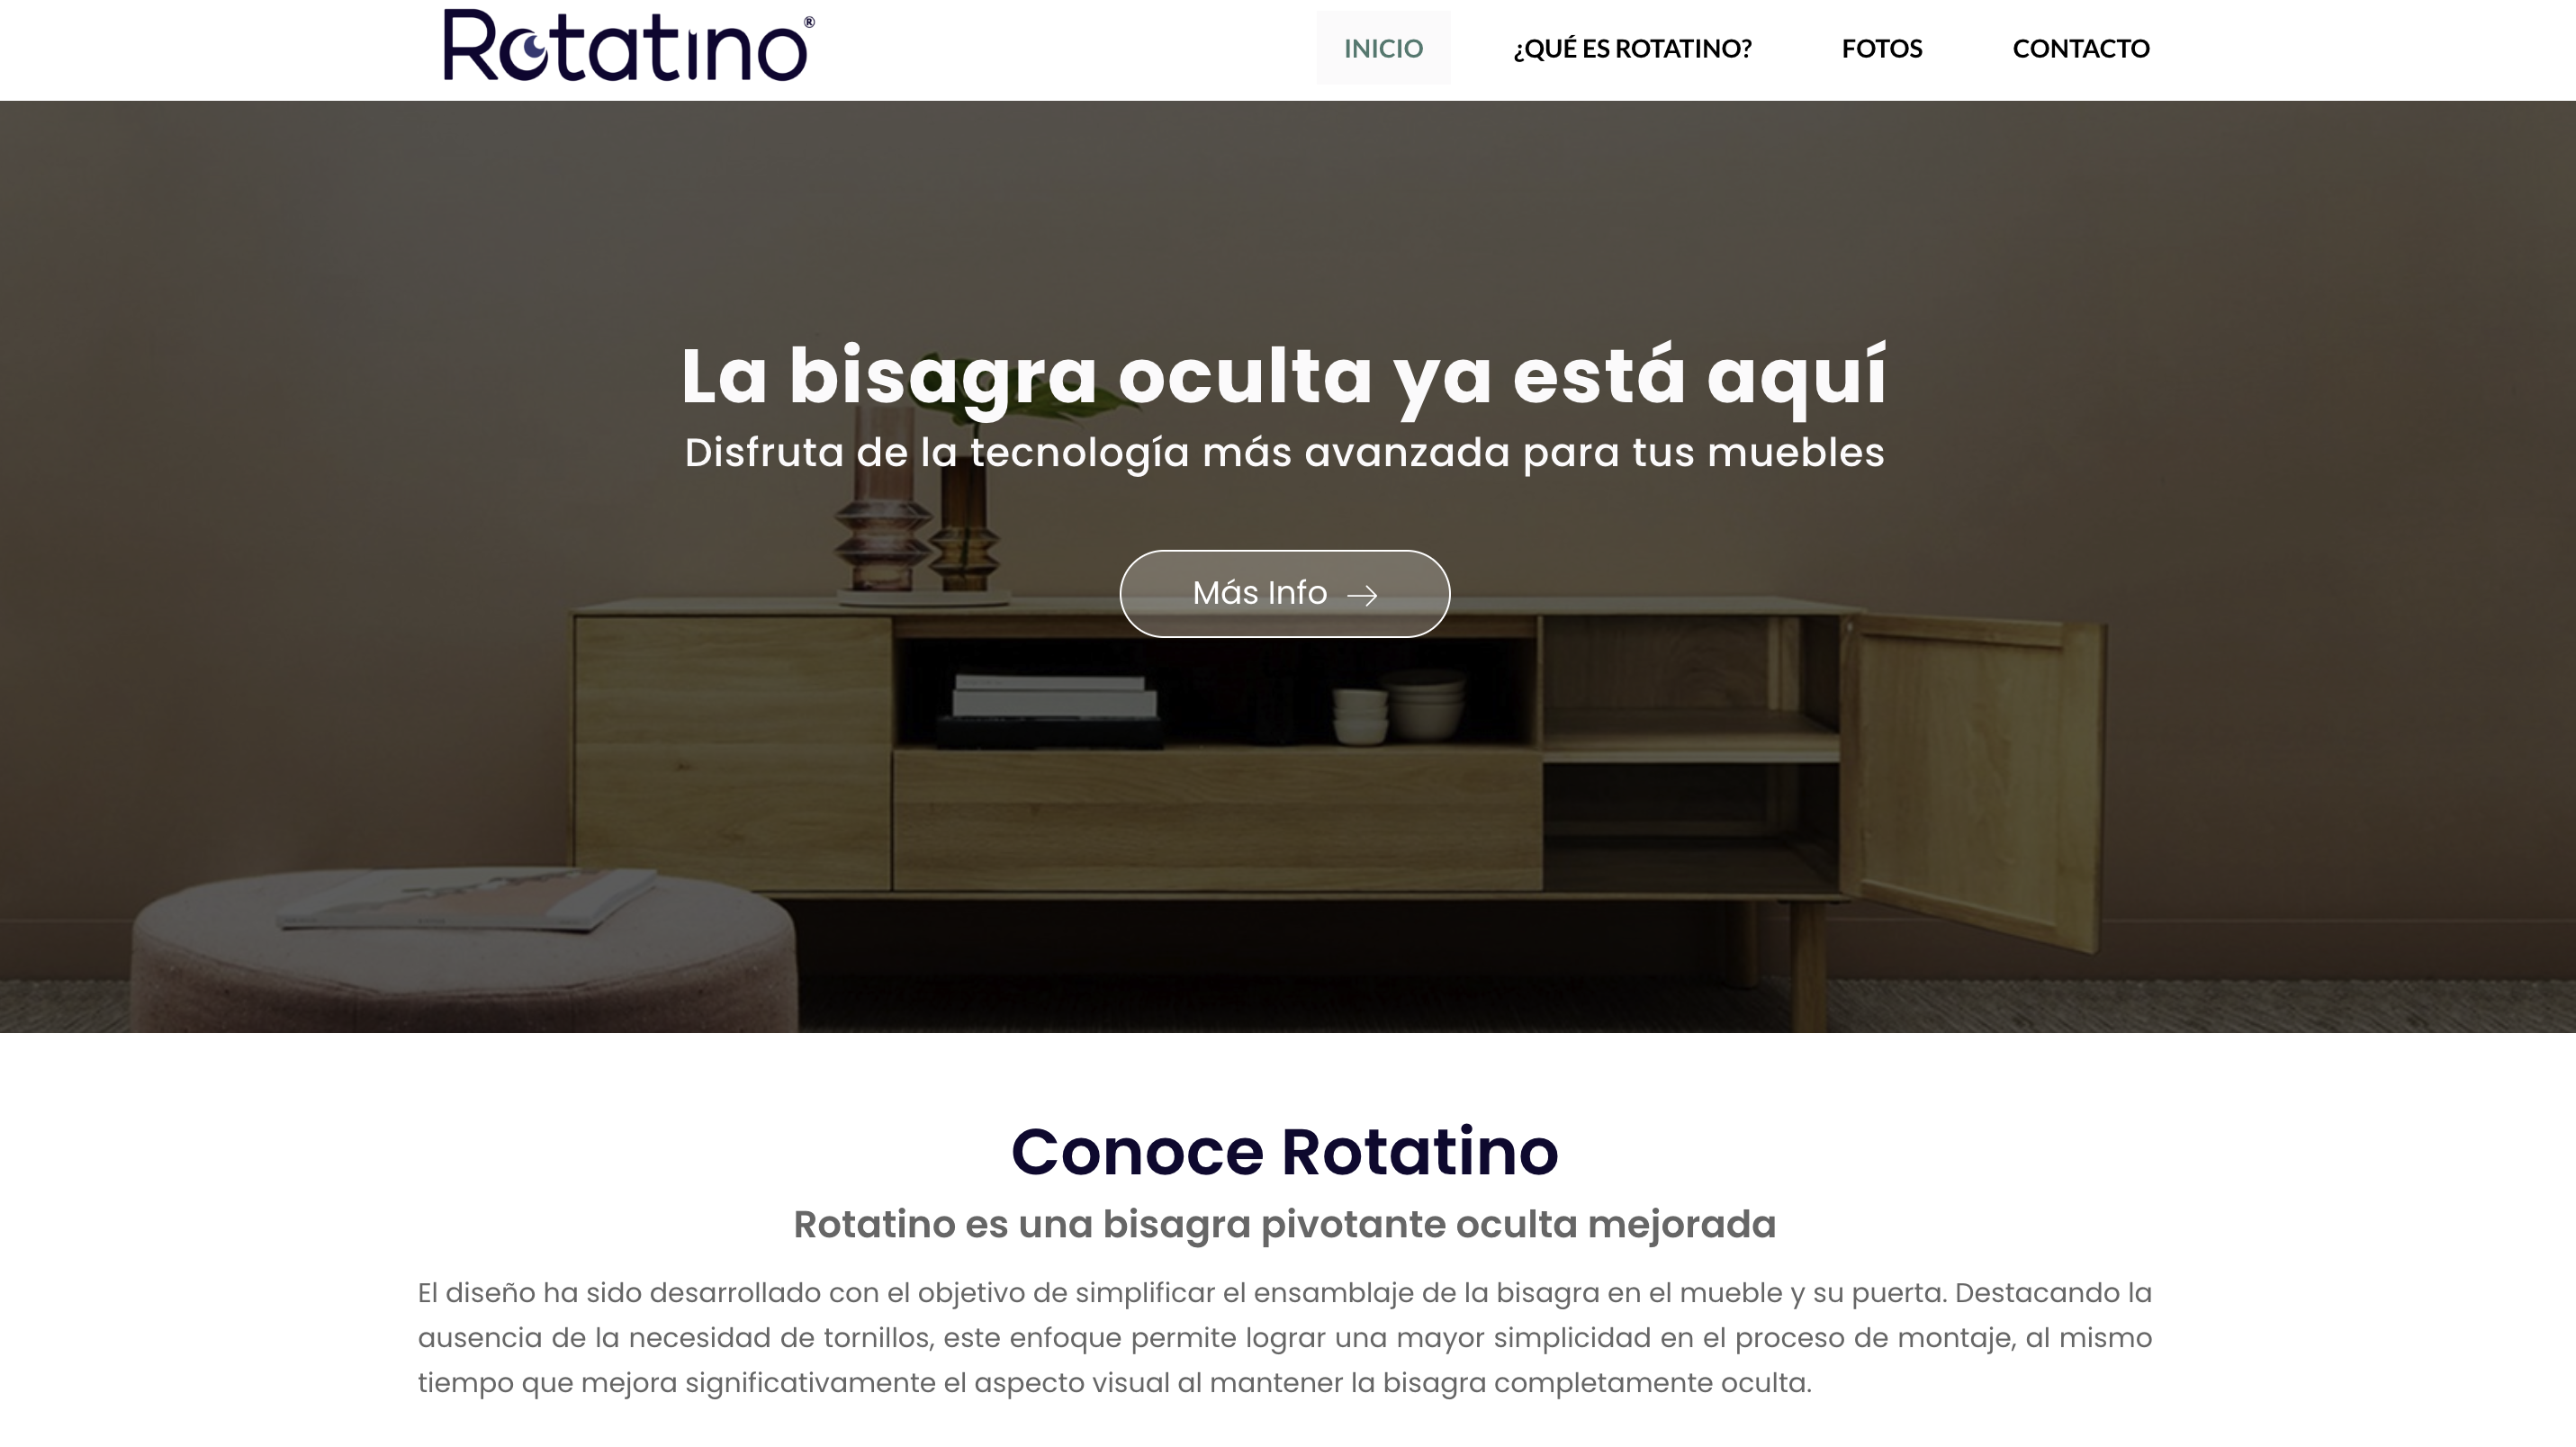 Rotatino®
INICIO
¿QUÉ ES ROTATINO?
FOTOS
CONTACTO
La bisagra oculta ya está aquí
Disfruta de la tecnología más avanzada para tus muebles
Más Info →
Conoce Rotatino
Rotatino es una bisagra pivotante oculta mejorada
El diseño ha sido desarrollado con el objetivo de simplificar el ensamblaje de la bisagra en el mueble y su puerta. Destacando la
ausencia de la necesidad de tornillos, este enfoque permite lograr una mayor simplicidad en el proceso de montaje, al mismo
tiempo que mejora significativamente el aspecto visual al mantener la bisagra completamente oculta.